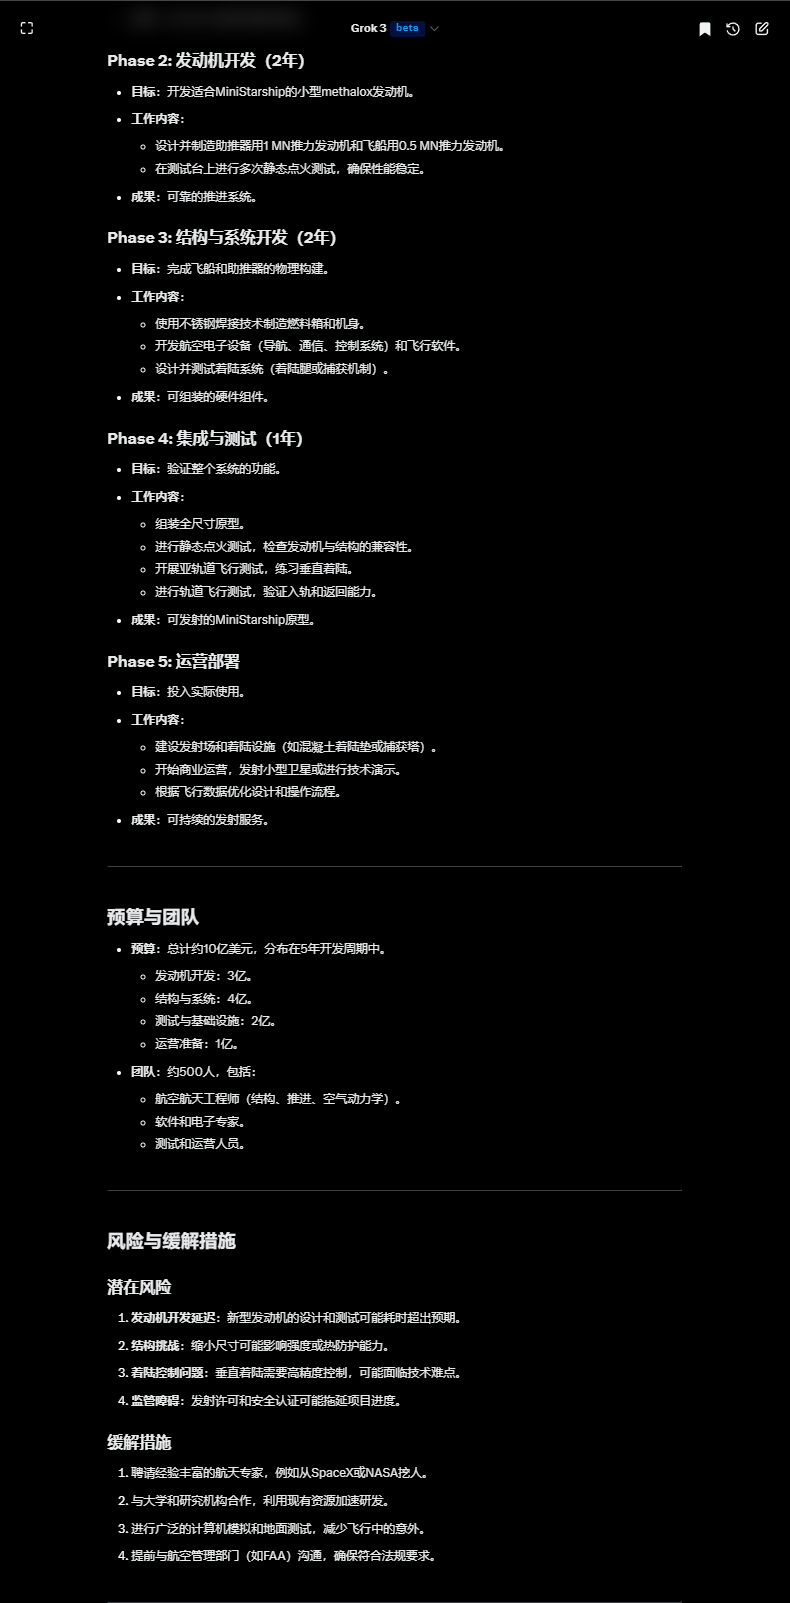 Grok 3 beta
Phase 2: 发动机开发（2年）
目标：开发适合MiniStarship的小型methalox发动机。
工作内容：
设计并制造助推器用1 MN推力发动机和飞船用0.5 MN推力发动机。
在测试台上进行多次静态点火测试，确保性能稳定。
成果：可靠的推进系统。
Phase 3: 结构与系统开发（2年）
目标：完成飞船和助推器的物理构建。
工作内容：
使用不锈钢焊接技术制造燃料箱和机身。
开发航空电子设备（导航、通信、控制系统）和飞行软件。
设计并测试着陆系统（着陆腿或捕获机制）。
成果：可组装的硬件组件。
Phase 4: 集成与测试（1年）
目标：验证整个系统的功能。
工作内容：
组装全尺寸原型。
进行静态点火测试，检查发动机与结构的兼容性。
开展亚轨道飞行测试，练习垂直着陆。
进行轨道飞行测试，验证入轨和返回能力。
成果：可发射的MiniStarship原型。
Phase 5: 运营部署
目标：投入实际使用。
工作内容：
建设发射场和着陆设施（如混凝土着陆垫或捕获塔）。
开始商业运营，发射小型卫星或进行技术演示。
根据飞行数据优化设计和操作流程。
成果：可持续的发射服务。
预算与团队
预算：总计约10亿美元，分布在5年开发周期中。
发动机开发：3亿。
结构与系统：4亿。
测试与基础设施：2亿。
运营准备：1亿。
团队：约500人，包括：
航空航天工程师（结构、推进、空气动力学）。
软件和电子专家。
测试和运营人员。
风险与缓解措施
潜在风险
1. 发动机开发延迟：新型发动机的设计和测试可能耗时超出预期。
2. 结构挑战：缩小尺寸可能影响强度或热防护能力。
3. 着陆控制问题：垂直着陆需要高精度控制，可能面临技术难点。
4. 监管障碍：发射许可和安全认证可能拖延项目进度。
缓解措施
1. 聘请经验丰富的航天专家，例如从SpaceX或NASA挖人。
2. 与大学和研究机构合作，利用现有资源加速研发。
3. 进行广泛的计算机模拟和地面测试，减少飞行中的意外。
4. 提前与航空管理部门（如FAA）沟通，确保符合法规要求。